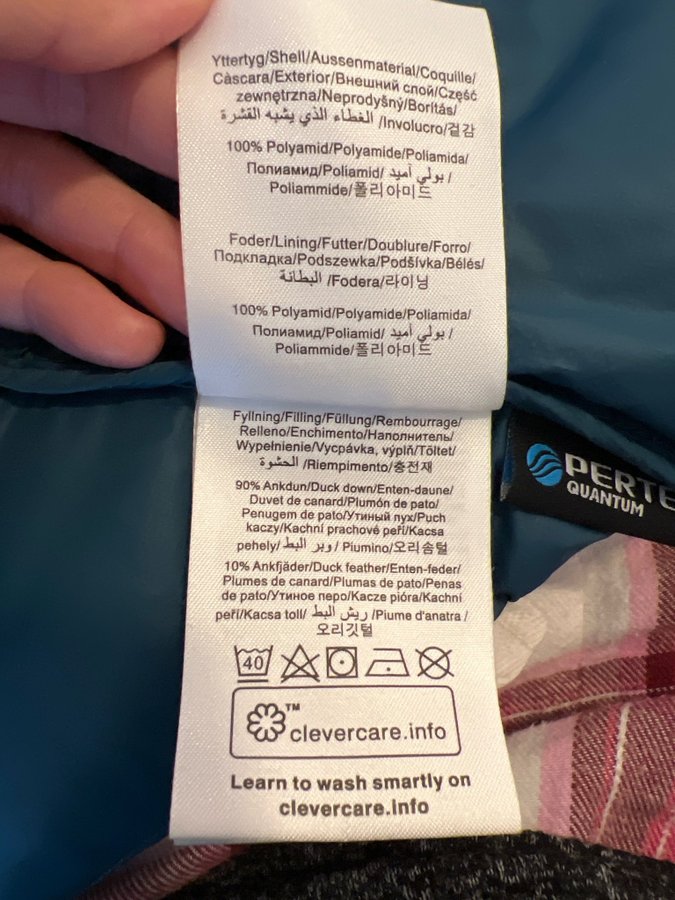 Yttertyg/Shell/Aussenmaterial/Coquille/
Càscara/Exterior/Внешний слой/Część
zewnętrzna/Neprodyšný/Borítás/
الغطاء الذي يشبه القشرة /Involucro/겉감
100% Polyamid/Polyamide/Poliamida/
Полиамид/Poliamid/ بولي أميد /
Poliammide/폴리아미드
Foder/Lining/Futter/Doublure/Forro/
Подкладка/Podszewka/Podšívka/Bélés/
البطانة /Fodera/라이닝
100% Polyamid/Polyamide/Poliamida/
Полиамид/Poliamid/ بولي أميد /
Poliammide/폴리아미드
Fyllning/Filling/Füllung/Rembourrage/
Relleno/Enchimento/Наполнитель/
Wypełnienie/Vycpávka, výplň/Töltet/
الحشوة /Riempimento/충전재
90% Ankdun/Duck down/Enten-daune/
Duvet de canard/Plumón de pato/
Penugem de pato/Утиный пух/Puch
kaczy/Kachní prachové peří/Kacsa
pehely/ وبر البط / Piumino/오리솜털
10% Ankfjäder/Duck feather/Enten-feder/
Plumes de canard/Plumas de pato/Penas
de pato/Утиное перо/Kacze pióra/Kachní
peří/Kacsa toll/ ريش البط /Piume d'anatra /
오리깃털
40
™
clevercare.info
Learn to wash smartly on
clevercare.info
PERTE
QUANTUM